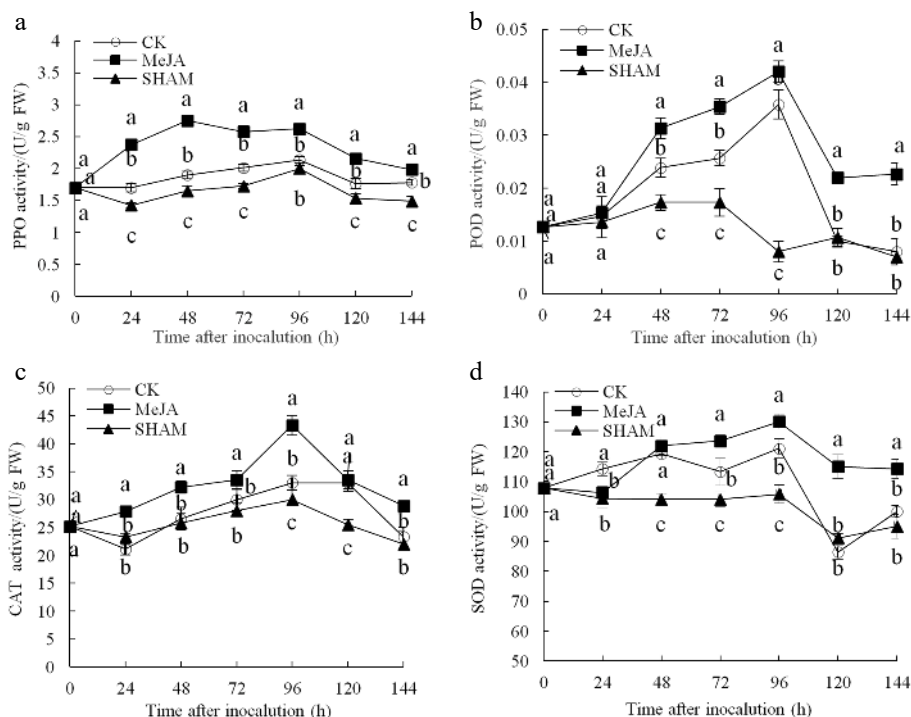 a
CK
MeJA
SHAM
PPO activity/(U/g FW)
4
3.5
3
2.5
2
1.5
1
0.5
0
a a a a a a a
a b b b b b b
a c c c b c c
0 24 48 72 96 120 144
Time after inocalution (h)
b
CK
MeJA
SHAM
POD activity/(U/g FW)
0.05
0.04
0.03
0.02
0.01
0.00
a a a a a a a
a a b b b b
a a c c c b b
0 24 48 72 96 120 144
Time after inocalution (h)
c
CK
MeJA
SHAM
CAT activity/(U/g FW)
50
45
40
35
30
25
20
15
10
5
0
a a a a a a a
a b b b b a b
a b b b c c b
0 24 48 72 96 120 144
Time after inocalution (h)
d
CK
MeJA
SHAM
SOD activity/(U/g FW)
140
130
120
110
100
90
80
70
60
50
a a a a a a a
a b a b b b b
a b c c c b b
0 24 48 72 96 120 144
Time after inocalution (h)